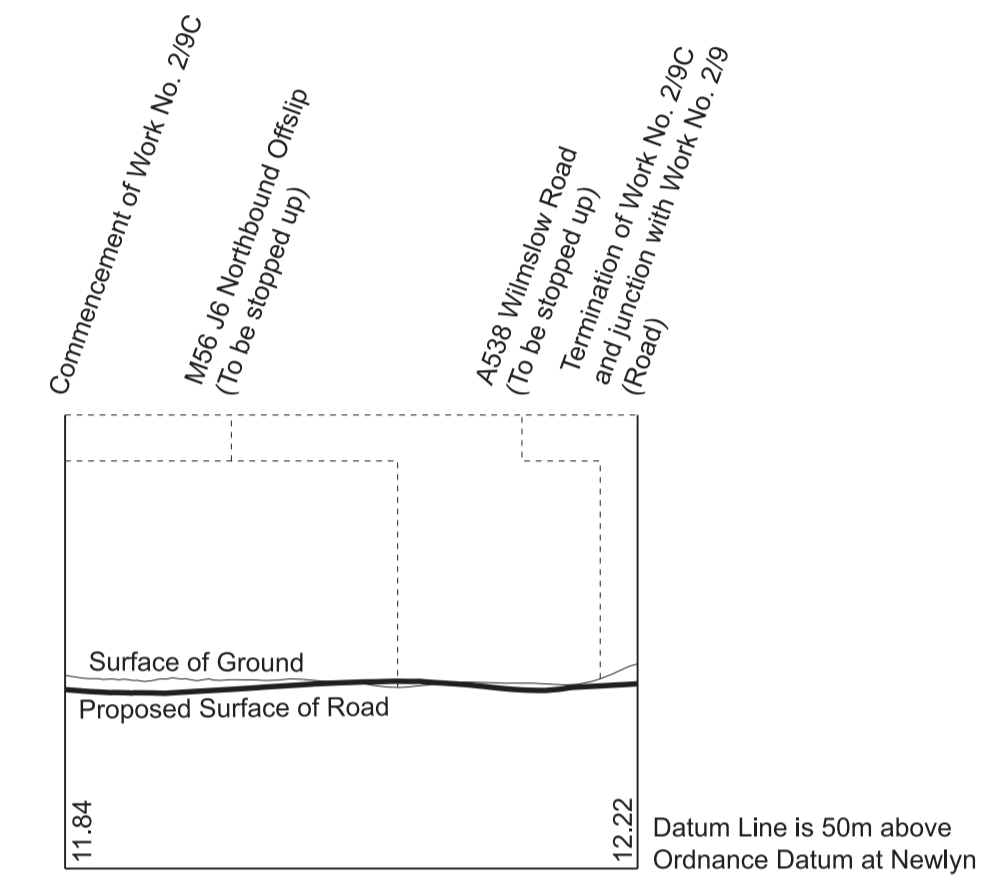 Commencement of Work No. 2/9C
M56 J6 Northbound Offslip
(To be stopped up)
A538 Wilmslow Road
(To be stopped up)
Termination of Work No. 2/9C
and junction with Work No. 2/9
(Road)
Surface of Ground
Proposed Surface of Road
11.84
12.22
Datum Line is 50m above
Ordnance Datum at Newlyn